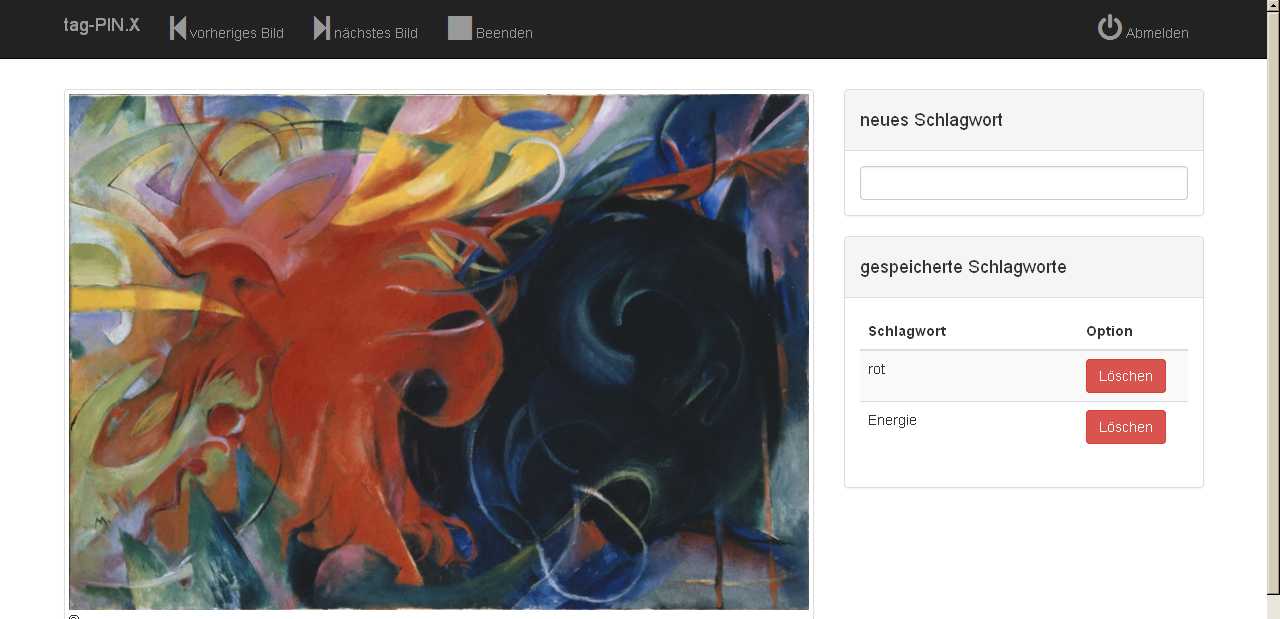 tag-PIN.X vorheriges Bild nächstes Bild Beenden Abmelden
neues Schlagwort
gespeicherte Schlagworte
Schlagwort Option
rot Löschen
Energie Löschen
M.
©